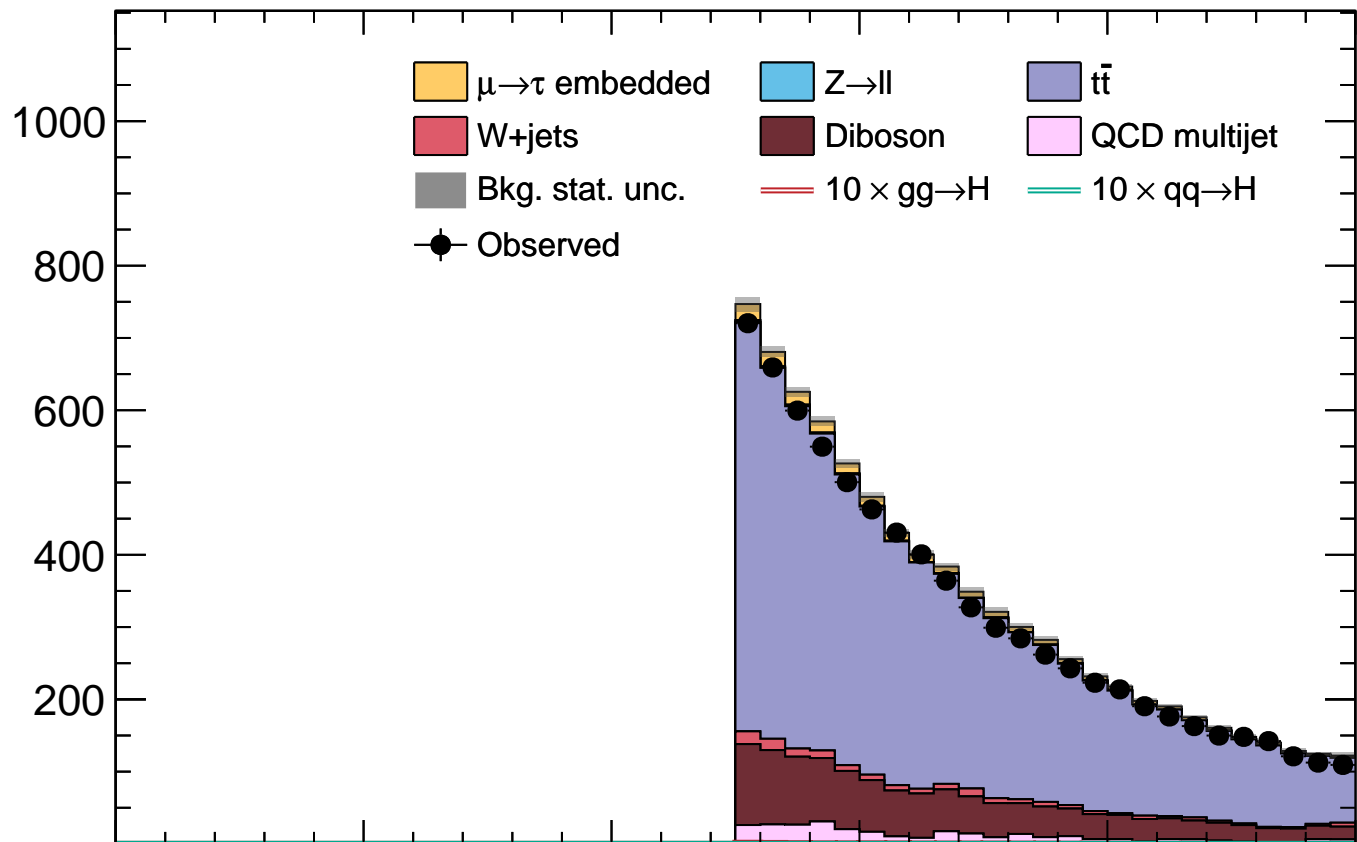 μ→τ embedded Z→ll tt̄
1000
W+jets Diboson QCD multijet
Bkg. stat. unc. 10 × gg→H 10 × qq→H
Observed
800
600
400
200